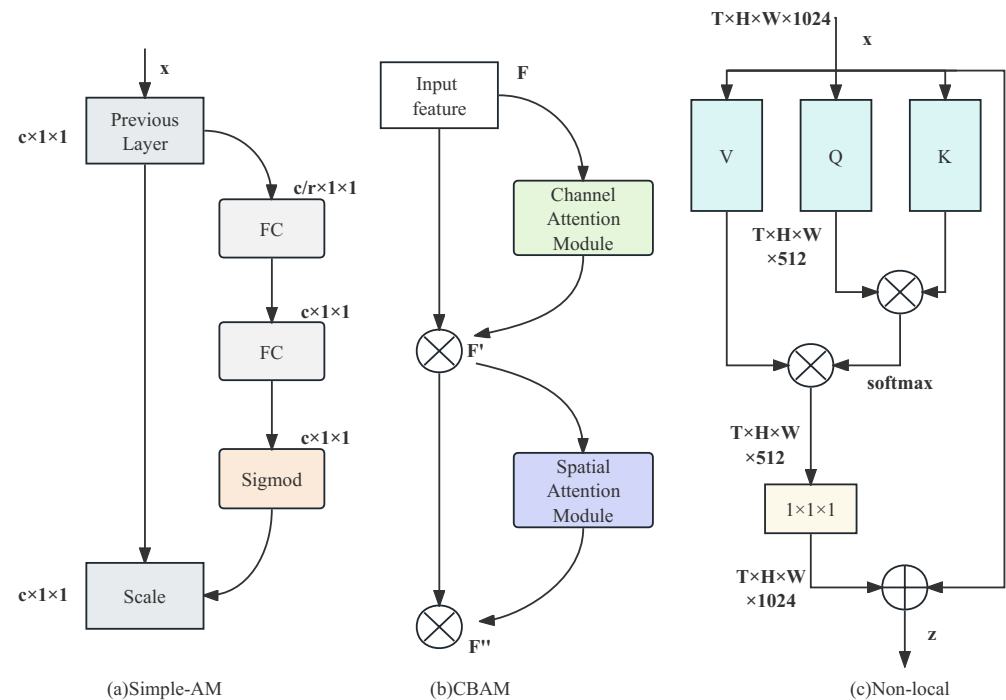 x
Previous
Layer
c×1×1
c/r×1×1
FC
c×1×1
FC
c×1×1
Sigmod
c×1×1
Scale
(a)Simple-AM
Input
feature
F
Channel
Attention
Module
F'
Spatial
Attention
Module
F''
(b)CBAM
T×H×W×1024
x
V
Q
K
T×H×W
×512
softmax
T×H×W
×512
1×1×1
T×H×W
×1024
z
(c)Non-local